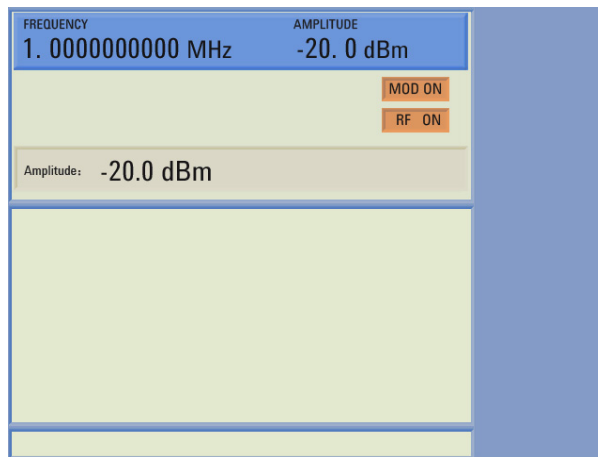 FREQUENCY AMPLITUDE
1. 0000000000 MHz -20. 0 dBm
MOD ON
RF ON
Amplitude: -20.0 dBm